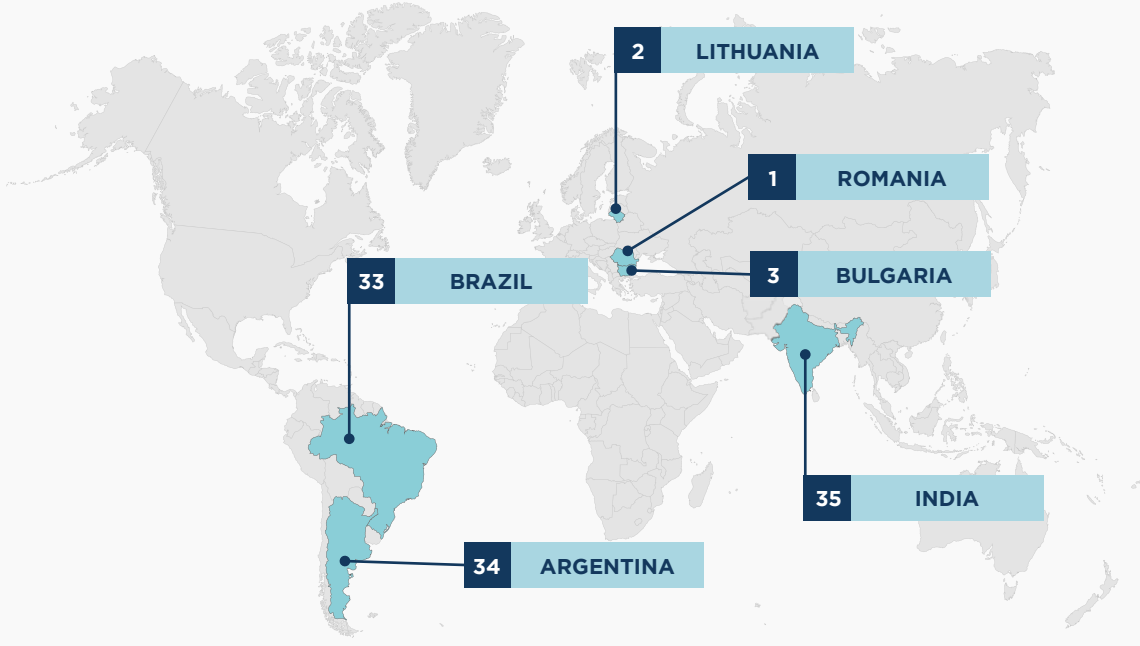 2 LITHUANIA
1 ROMANIA
3 BULGARIA
33 BRAZIL
35 INDIA
34 ARGENTINA